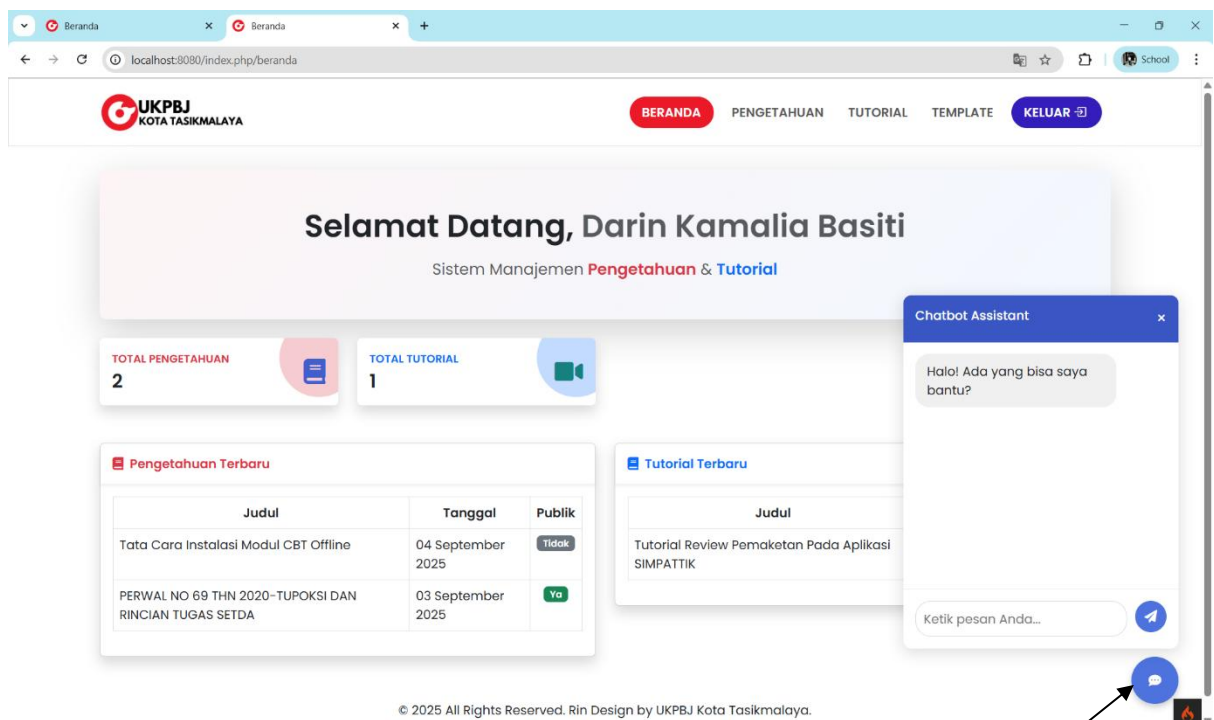 Beranda
Beranda
localhost:8080/index.php/beranda
School
UKPBJ
KOTA TASIKMALAYA
BERANDA
PENGETAHUAN
TUTORIAL
TEMPLATE
KELUAR
Selamat Datang, Darin Kamalia Basiti
Sistem Manajemen Pengetahuan & Tutorial
TOTAL PENGETAHUAN
2
TOTAL TUTORIAL
1
Pengetahuan Terbaru
Judul Tanggal Publik
Tata Cara Instalasi Modul CBT Offline 04 September Tidak
2025
PERWAL NO 69 THN 2020-TUPOKSI DAN 03 September Ya
RINCIAN TUGAS SETDA 2025
Tutorial Terbaru
Judul
Tutorial Review Pemaketan Pada Aplikasi
SIMPATTIK
Chatbot Assistant
Halo! Ada yang bisa saya
bantu?
Ketik pesan Anda...
© 2025 All Rights Reserved. Rin Design by UKPBJ Kota Tasikmalaya.